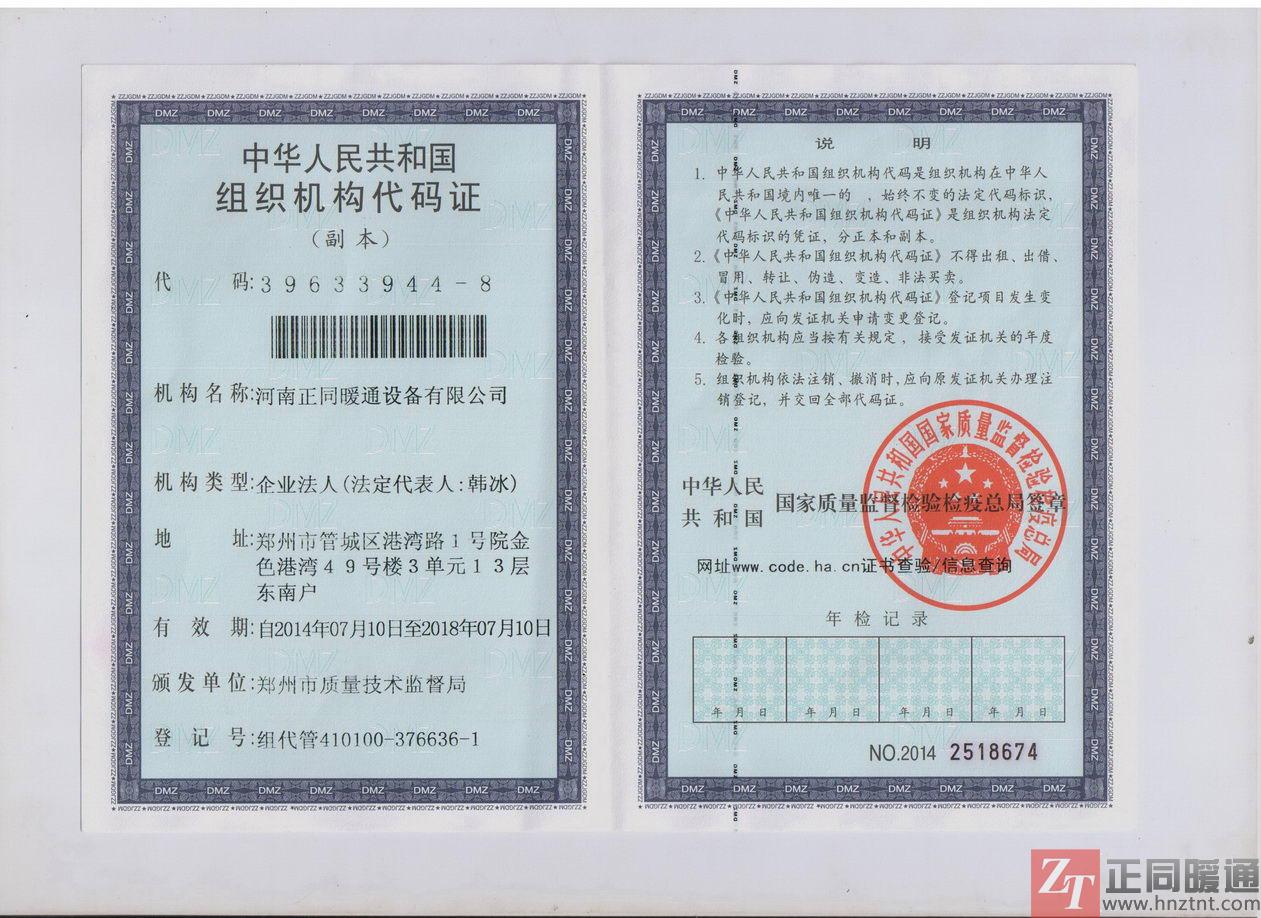 中华人民共和国
组织机构代码证
（副本）
代 码:39633944-8
机构名称:河南正同暖通设备有限公司
机构类型:企业法人(法定代表人:韩冰)
地 址:郑州市管城区港湾路1号院金
色港湾49号楼3单元13层
东南户
有 效 期:自2014年07月10日至2018年07月10日
颁发单位:郑州市质量技术监督局
登 记 号:组代管410100-376636-1
说 明
1. 中华人民共和国组织机构代码是组织机构在中华人
民共和国境内唯一的 ，始终不变的法定代码标识，
《中华人民共和国组织机构代码证》是组织机构法定
代码标识的凭证，分正本和副本。
2.《中华人民共和国组织机构代码证》不得出租、出借、
冒用、转让、伪造、变造、非法买卖。
3.《中华人民共和国组织机构代码证》登记项目发生变
化时，应向发证机关申请变更登记。
4. 各组织机构应当按有关规定，接受发证机关的年度
检验。
5. 组织机构依法注销、撤消时，应向原发证机关办理注
销登记，并交回全部代码证。
中华人民
共和国
国家质量监督检验检疫总局签章
中华人民共和国国家质量监督检验检疫总局
网址www.code.ha.cn证书查验/信息查询
年检记录
年 月 日 年 月 日 年 月 日 年 月 日
NO.2014 2518674
ZT 正同暖通
www.hnztnt.com